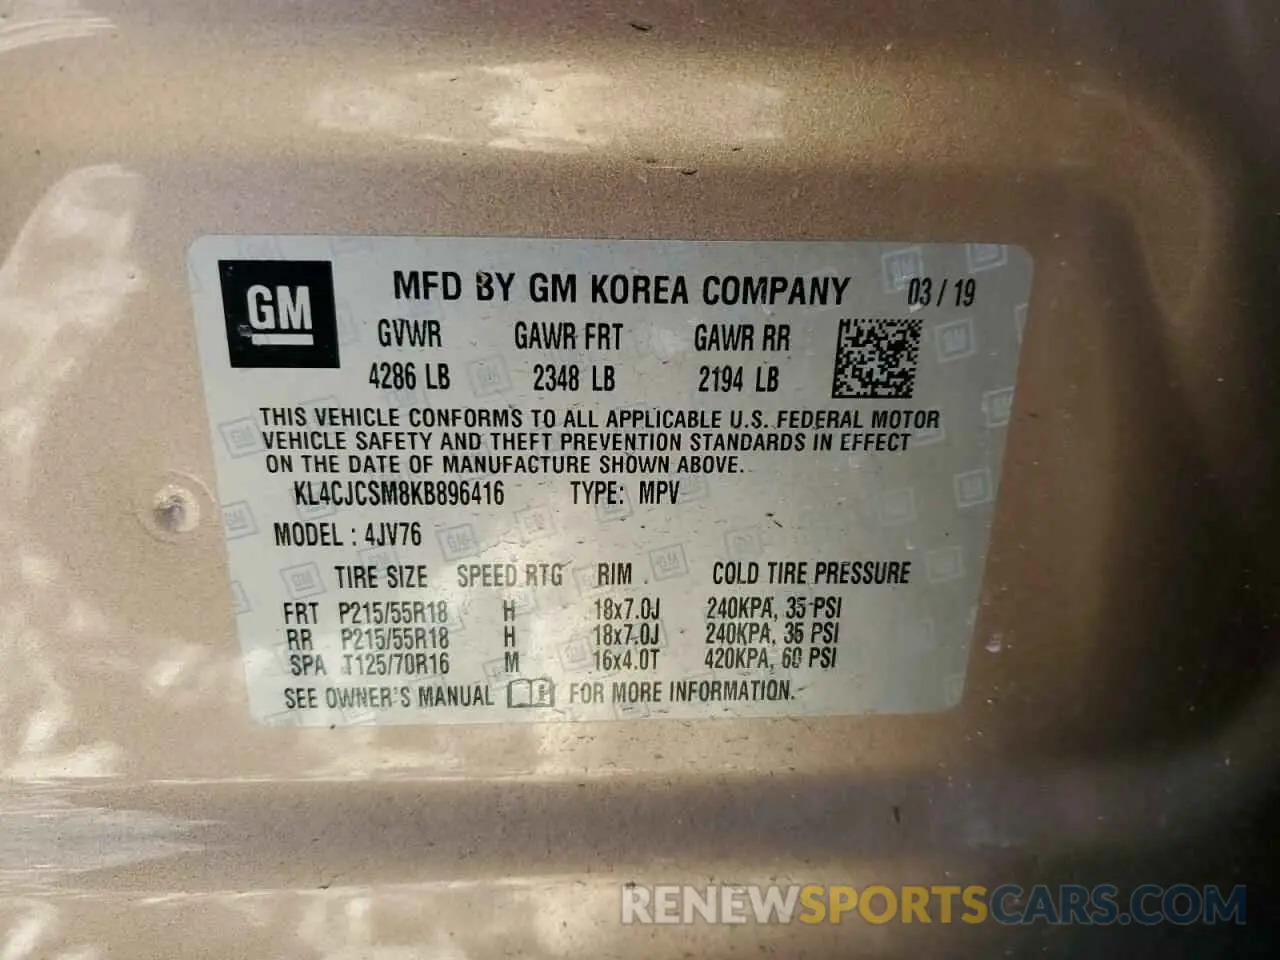 GM
MFD BY GM KOREA COMPANY 03 / 19
GVWR GAWR FRT GAWR RR
4286 LB 2348 LB 2194 LB
THIS VEHICLE CONFORMS TO ALL APPLICABLE U.S. FEDERAL MOTOR
VEHICLE SAFETY AND THEFT PREVENTION STANDARDS IN EFFECT
ON THE DATE OF MANUFACTURE SHOWN ABOVE.
KL4CJCSM8KB896416 TYPE: MPV
MODEL : 4JV76
TIRE SIZE SPEED RTG RIM COLD TIRE PRESSURE
FRT P215/55R18 H 18x7.0J 240KPA, 35 PSI
RR P215/55R18 H 18x7.0J 240KPA, 35 PSI
SPA T125/70R16 M 16x4.0T 420KPA, 60 PSI
SEE OWNER'S MANUAL FOR MORE INFORMATION.
RENEWSPORTSCARS.COM